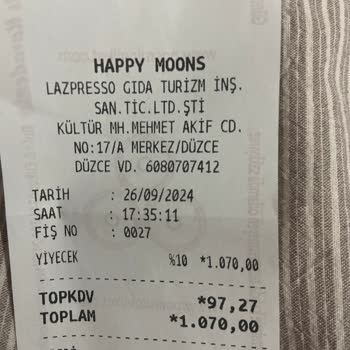 HAPPY MOONS
LAZPRESSO GIDA TURİZM İNŞ.
SAN.TİC.LTD.ŞTİ
KÜLTÜR MH.MEHMET AKİF CD.
NO:17/A MERKEZ/DÜZCE
DÜZCE VD. 6080707412
TARİH : 26/09/2024
SAAT : 17:35:11
FİŞ NO : 0027
YİYECEK %10 *1.070,00
TOPKDV *97,27
TOPLAM *1.070,00